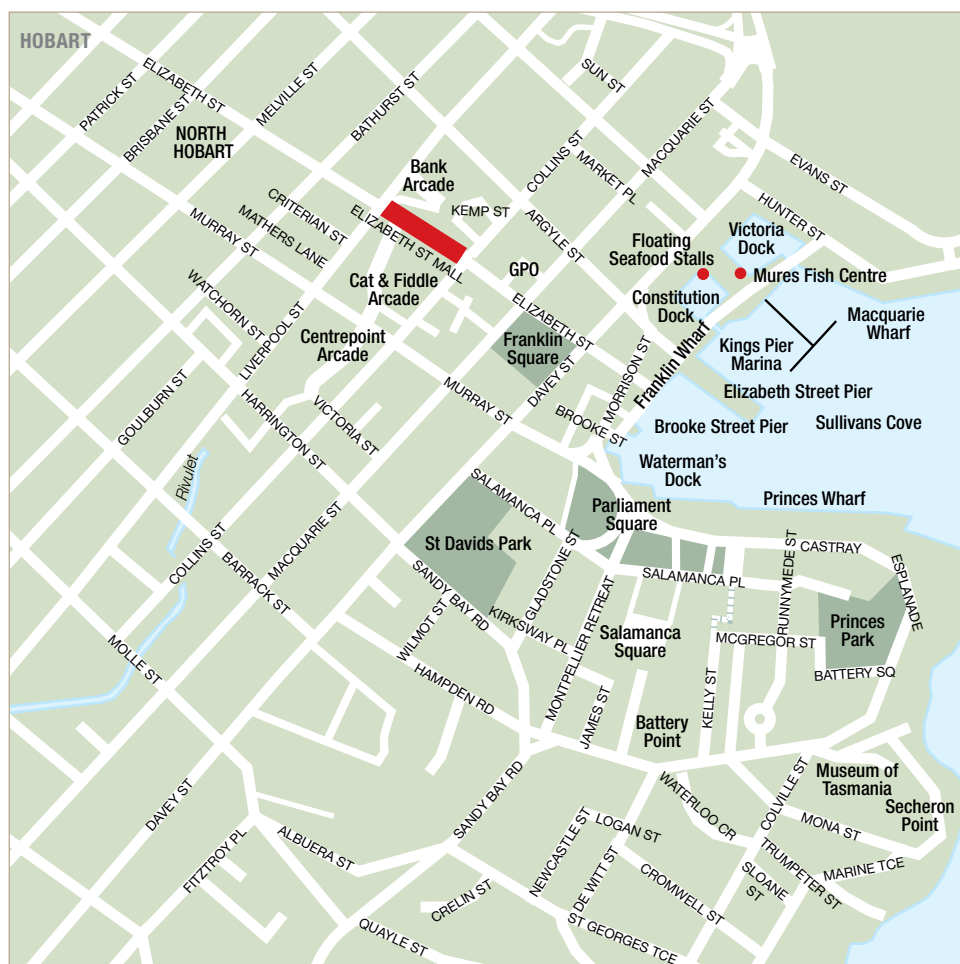 HOBART
ELIZABETH ST
PATRICK ST
BRISBANE ST
MELVILLE ST
BATHURST ST
SUN ST
NORTH
HOBART
COLLINS ST
MARKET PL
MACQUARIE ST
EVANS ST
HUNTER ST
Bank
Arcade
KEMP ST
ARGYLE ST
CRITERIAN ST
MATHERS LANE
MURRAY ST
ELIZABETH ST MALL
Victoria
Dock
Floating
Seafood Stalls
Mures Fish Centre
GPO
Cat & Fiddle
Arcade
WATCHORN ST
LIVERPOOL ST
Centrepoint
Arcade
Franklin
Square
ELIZABETH ST
Constitution
Dock
Macquarie
Wharf
Kings Pier
Marina
Franklin Wharf
MORRISON ST
DAVEY ST
Elizabeth Street Pier
GOULBURN ST
HARRINGTON ST
VICTORIA ST
MURRAY ST
BROOKE ST
Brooke Street Pier
Sullivans Cove
Waterman's
Dock
Princes Wharf
Rivulet
COLLINS ST
MACQUARIE ST
BARRACK ST
SALAMANCA PL
Parliament
Square
St Davids Park
GLADSTONE ST
CASTRAY
ESPLANADE
SANDY BAY RD
WILMOT ST
KIRKSWAY PL
MONTPELLIER RETREAT
SALAMANCA PL
RUNNYMEDE ST
Salamanca
Square
MCGREGOR ST
Princes
Park
BATTERY SQ
MOLLE ST
HAMPDEN RD
JAMES ST
KELLY ST
Battery
Point
DAVEY ST
SANDY BAY RD
WATERLOO CR
COLVILLE ST
Museum of
Tasmania
Secheron
Point
FITZROY PL
ALBUERA ST
NEWCASTLE ST
LOGAN ST
MONA ST
TRUMPETER ST
MARINE TCE
CRELIN ST
DE WITT ST
CROMWELL ST
SLOANE
ST
QUAYLE ST
ST GEORGES TCE